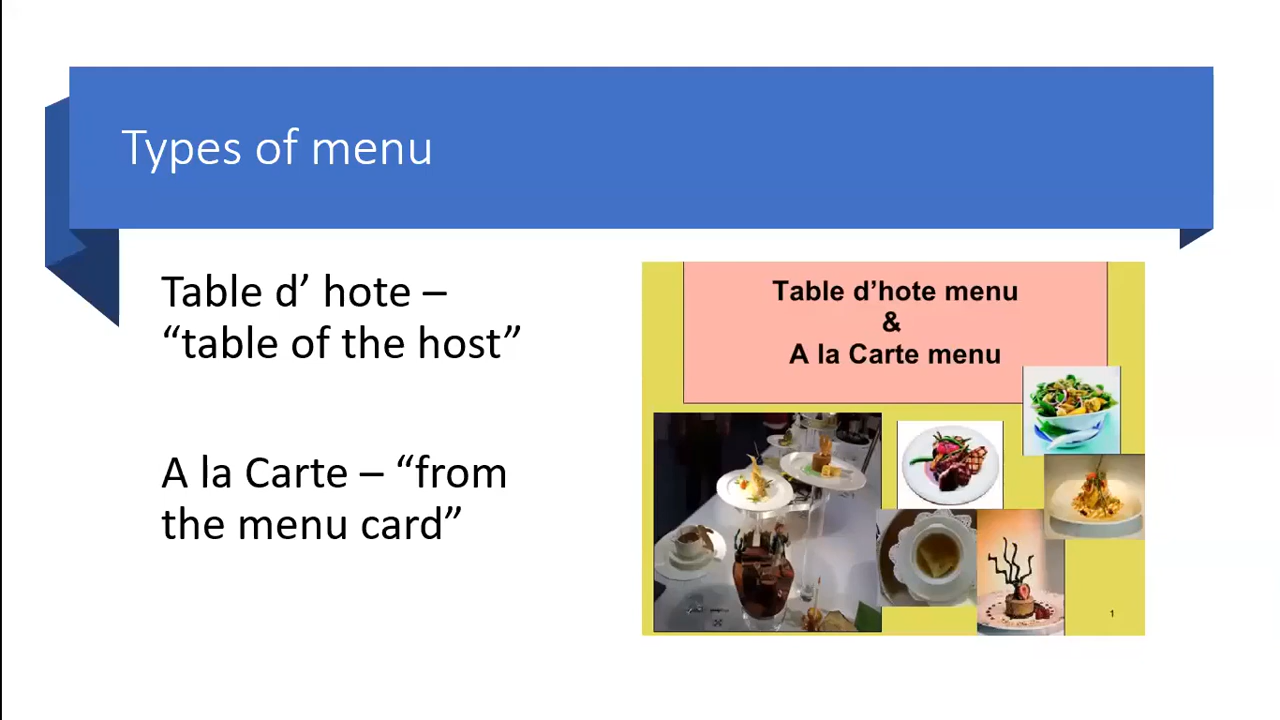 Types of menu
Table d’ hote –
“table of the host”
A la Carte – “from
the menu card”
Table d’hote menu
&
A la Carte menu
1